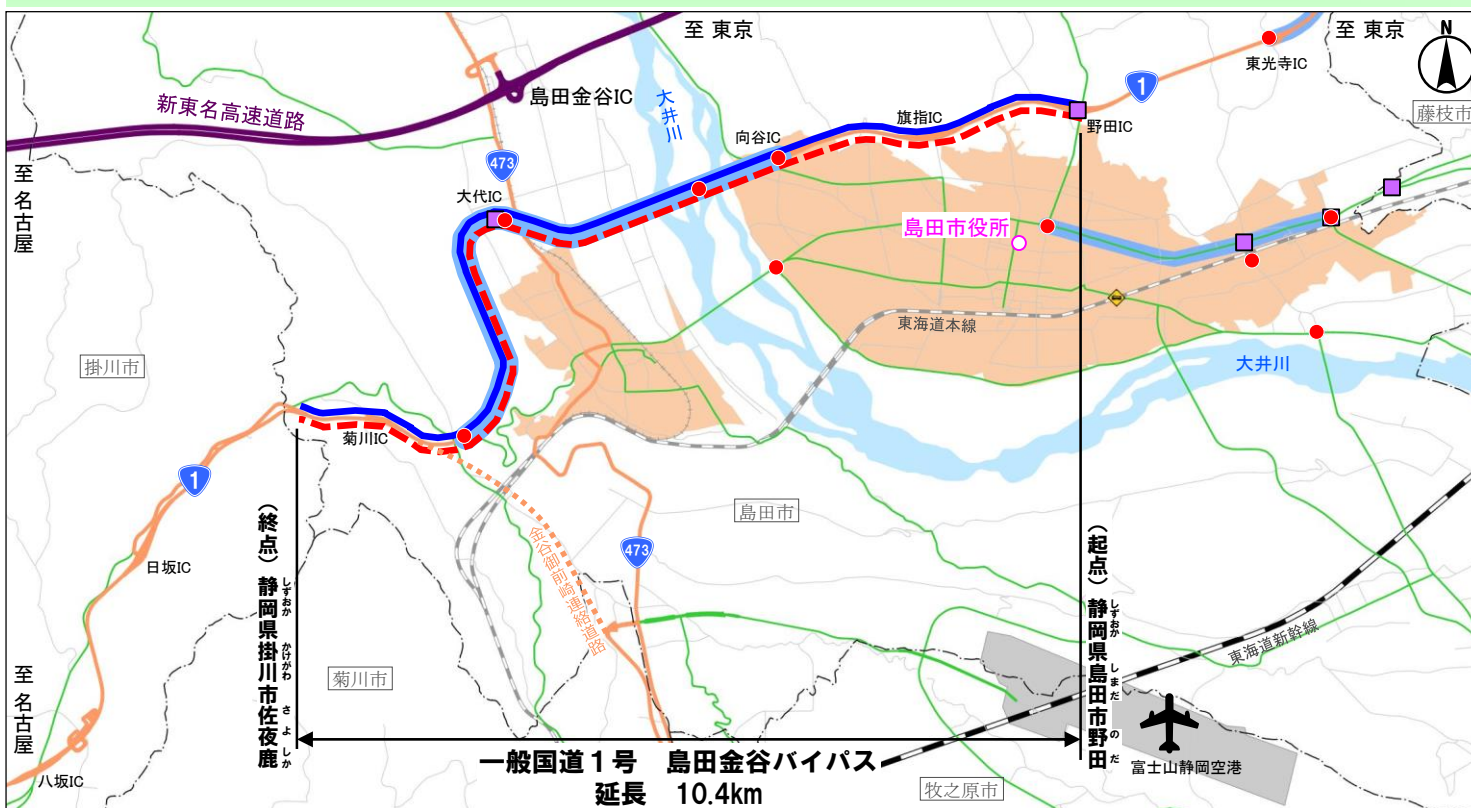 至 東京
至 東京
N
東光寺IC
1
藤枝市
島田金谷IC
大井川
新東名高速道路
旗指IC
野田IC
向谷IC
473
至 名古屋
大代IC
島田市役所
東海道本線
大井川
掛川市
菊川IC
1
島田市
金谷御前崎連絡道路
473
日坂IC
(終点)静岡県掛川市佐夜鹿
しずおか かけがわ さよしか
(起点)静岡県島田市野田
しずおか しまだ のだ
東海道新幹線
菊川市
至 名古屋
八坂IC
一般国道1号 島田金谷バイパス
延長 10.4km
富士山静岡空港
牧之原市